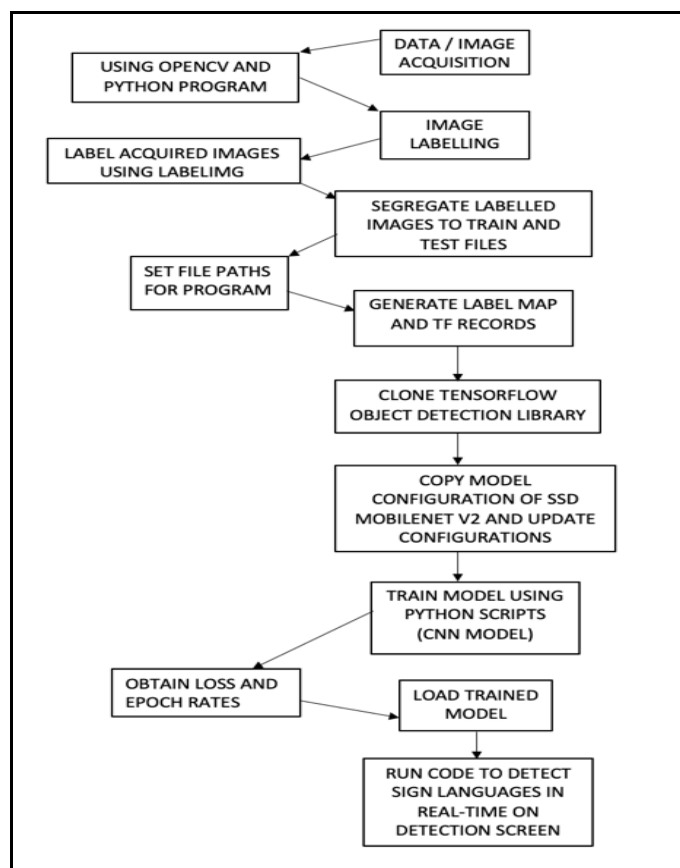 DATA / IMAGE
ACQUISITION
USING OPENCV AND
PYTHON PROGRAM
IMAGE
LABELLING
LABEL ACQUIRED IMAGES
USING LABELIMG
SEGREGATE LABELLED
IMAGES TO TRAIN AND
TEST FILES
SET FILE PATHS
FOR PROGRAM
GENERATE LABEL MAP
AND TF RECORDS
CLONE TENSORFLOW
OBJECT DETECTION LIBRARY
COPY MODEL
CONFIGURATION OF SSD
MOBILENET V2 AND UPDATE
CONFIGURATIONS
TRAIN MODEL USING
PYTHON SCRIPTS
(CNN MODEL)
OBTAIN LOSS AND
EPOCH RATES
LOAD TRAINED
MODEL
RUN CODE TO DETECT
SIGN LANGUAGES IN
REAL-TIME ON
DETECTION SCREEN